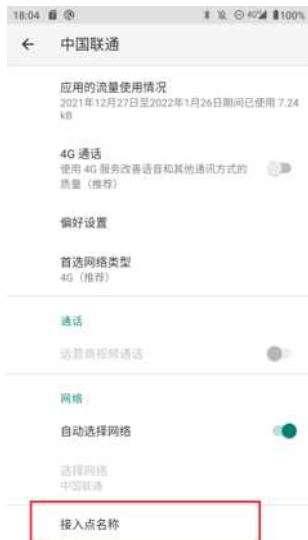 18:04
100%
中国联通
应用的流量使用情况
2021年12月27日至2022年1月26日期间已使用 7.24
kB
4G 通话
使用 4G 服务改善语音和其他通讯方式的
质量（推荐）
偏好设置
首选网络类型
4G（推荐）
通话
运营商视频通话
网络
自动选择网络
选择网络
中国联通
接入点名称